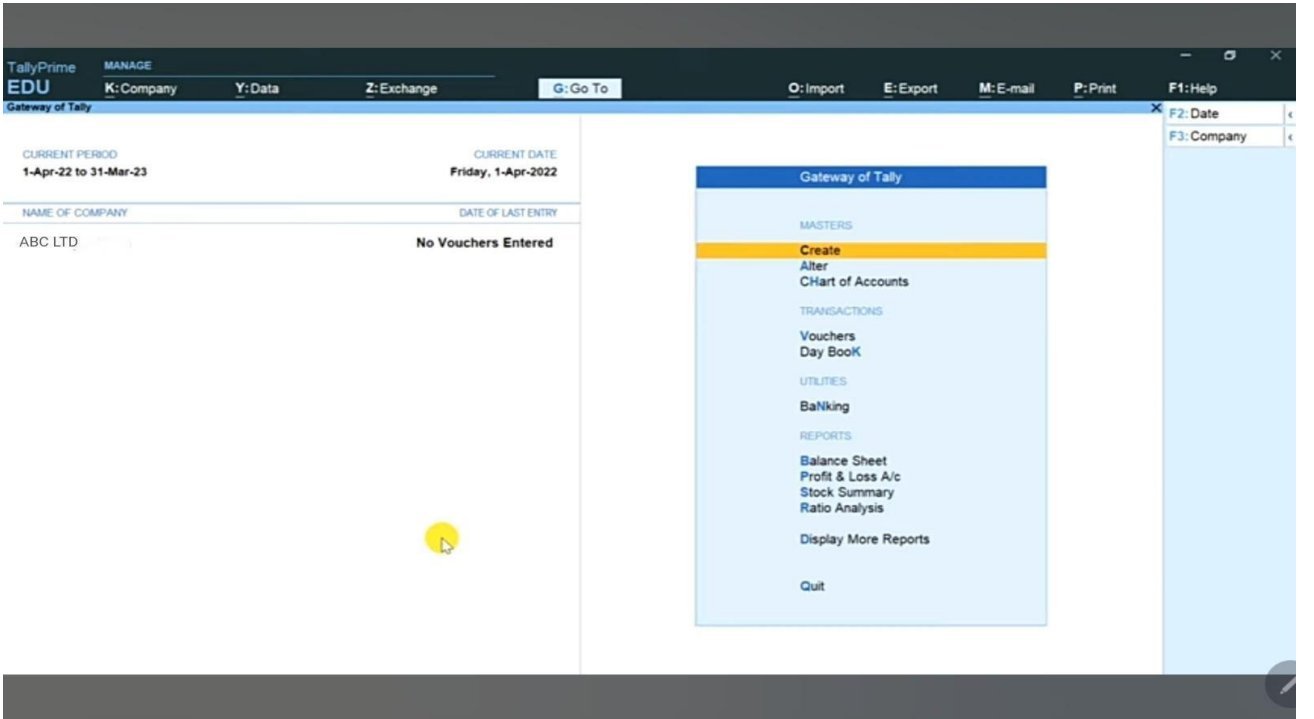 TallyPrime MANAGE
EDU K:Company Y:Data Z:Exchange G:Go To O:Import E:Export M:E-mail P:Print F1:Help
Gateway of Tally
F2:Date
F3:Company
CURRENT PERIOD CURRENT DATE
1-Apr-22 to 31-Mar-23 Friday, 1-Apr-2022
NAME OF COMPANY DATE OF LAST ENTRY
ABC LTD No Vouchers Entered
Gateway of Tally
MASTERS
Create
Alter
CHart of Accounts
TRANSACTIONS
Vouchers
Day BooK
UTILITIES
BaNking
REPORTS
Balance Sheet
Profit & Loss A/c
Stock Summary
Ratio Analysis
Display More Reports
Quit